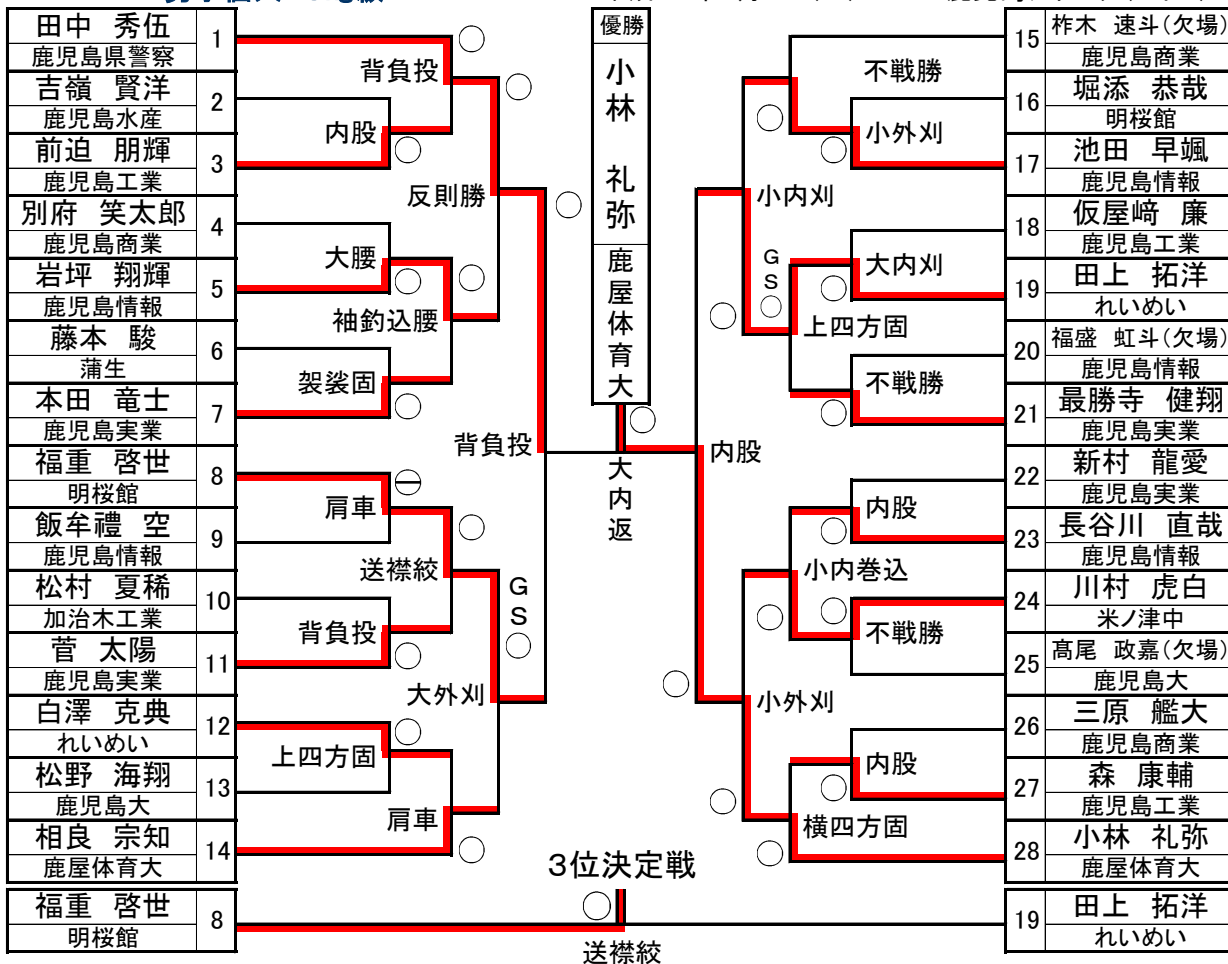 田中 秀伍
1
鹿児島県警察
吉嶺 賢洋
2
鹿児島水産
前迫 朋輝
3
鹿児島工業
別府 笑太郎
4
鹿児島商業
岩坪 翔輝
5
鹿児島情報
藤本 駿
6
蒲生
本田 竜士
7
鹿児島実業
福重 啓世
8
明桜館
飯牟禮 空
9
鹿児島情報
松村 夏稀
10
加治木工業
菅 太陽
11
鹿児島実業
白澤 克典
12
れいめい
松野 海翔
13
鹿児島大
相良 宗知
14
鹿屋体育大
背負投
内股
反則勝
大腰
袖釣込腰
袈裟固
背負投
肩車
送襟絞
GS
背負投
大外刈
上四方固
肩車
優勝
小林 礼弥
鹿屋体育大
大内返
不戦勝
小外刈
小内刈
GS
大内刈
上四方固
不戦勝
内股
内股
小内巻込
不戦勝
小外刈
内股
横四方固
15
柞木 速斗(欠場)
鹿児島商業
16
堀添 恭哉
明桜館
17
池田 早颯
鹿児島情報
18
仮屋﨑 廉
鹿児島工業
19
田上 拓洋
れいめい
20
福盛 虹斗(欠場)
鹿児島情報
21
最勝寺 健翔
鹿児島実業
22
新村 龍愛
鹿児島実業
23
長谷川 直哉
鹿児島情報
24
川村 虎白
米ノ津中
25
髙尾 政嘉(欠場)
鹿児島大
26
三原 艦大
鹿児島商業
27
森 康輔
鹿児島工業
28
小林 礼弥
鹿屋体育大
3位決定戦
福重 啓世
8
明桜館
送襟絞
19
田上 拓洋
れいめい